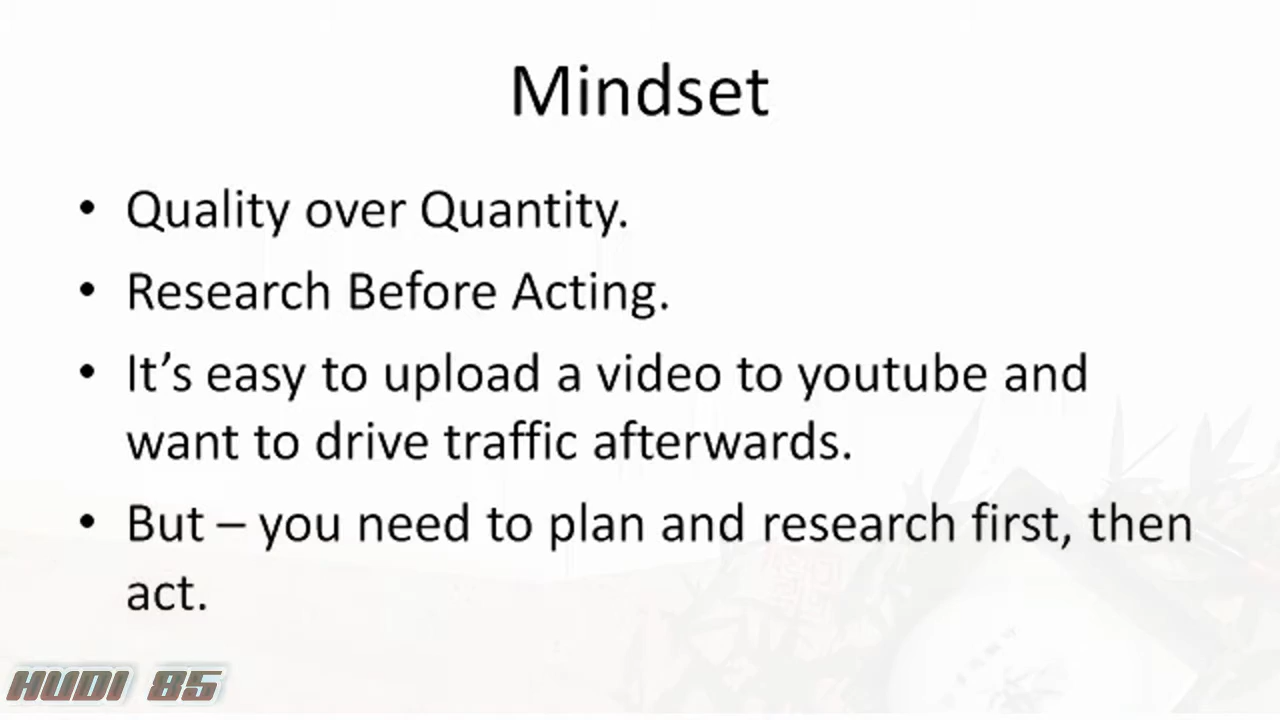 Mindset
• Quality over Quantity.
• Research Before Acting.
• It’s easy to upload a video to youtube and
want to drive traffic afterwards.
• But – you need to plan and research first, then
act.
HUDI 85